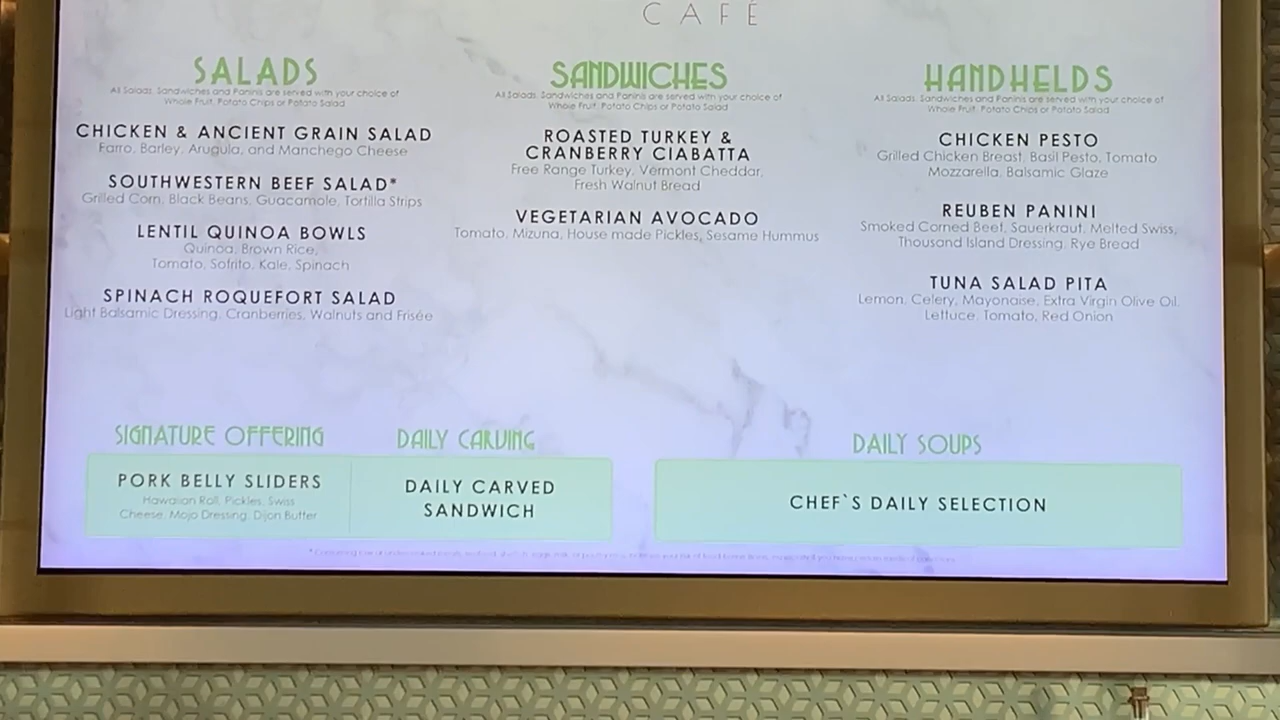 CAFÉ
SALADS
All Salads, Sandwiches and Paninis are served with your choice of
Whole Fruit, Potato Chips or Potato Salad
CHICKEN & ANCIENT GRAIN SALAD
Farro, Barley, Arugula, and Manchego Cheese
SOUTHWESTERN BEEF SALAD*
Grilled Corn, Black Beans, Guacamole, Tortilla Strips
LENTIL QUINOA BOWLS
Quinoa, Brown Rice,
Tomato, Sofrito, Kale, Spinach
SPINACH ROQUEFORT SALAD
Light Balsamic Dressing, Cranberries, Walnuts and Frisée
SANDWICHES
All Salads, Sandwiches and Paninis are served with your choice of
Whole Fruit, Potato Chips or Potato Salad
ROASTED TURKEY &
CRANBERRY CIABATTA
Free Range Turkey, Vermont Cheddar,
Fresh Walnut Bread
VEGETARIAN AVOCADO
Tomato, Mizuna, House made Pickles, Sesame Hummus
HANDHELDS
All Salads, Sandwiches and Paninis are served with your choice of
Whole Fruit, Potato Chips or Potato Salad
CHICKEN PESTO
Grilled Chicken Breast, Basil Pesto, Tomato
Mozzarella, Balsamic Glaze
REUBEN PANINI
Smoked Corned Beef, Sauerkraut, Melted Swiss,
Thousand Island Dressing, Rye Bread
TUNA SALAD PITA
Lemon, Celery, Mayonaise, Extra Virgin Olive Oil,
Lettuce, Tomato, Red Onion
SIGNATURE OFFERING
PORK BELLY SLIDERS
Hawaiian Roll, Pickles, Swiss
Cheese, Mojo Dressing, Dijon Butter
DAILY CARVING
DAILY CARVED
SANDWICH
DAILY SOUPS
CHEF`S DAILY SELECTION